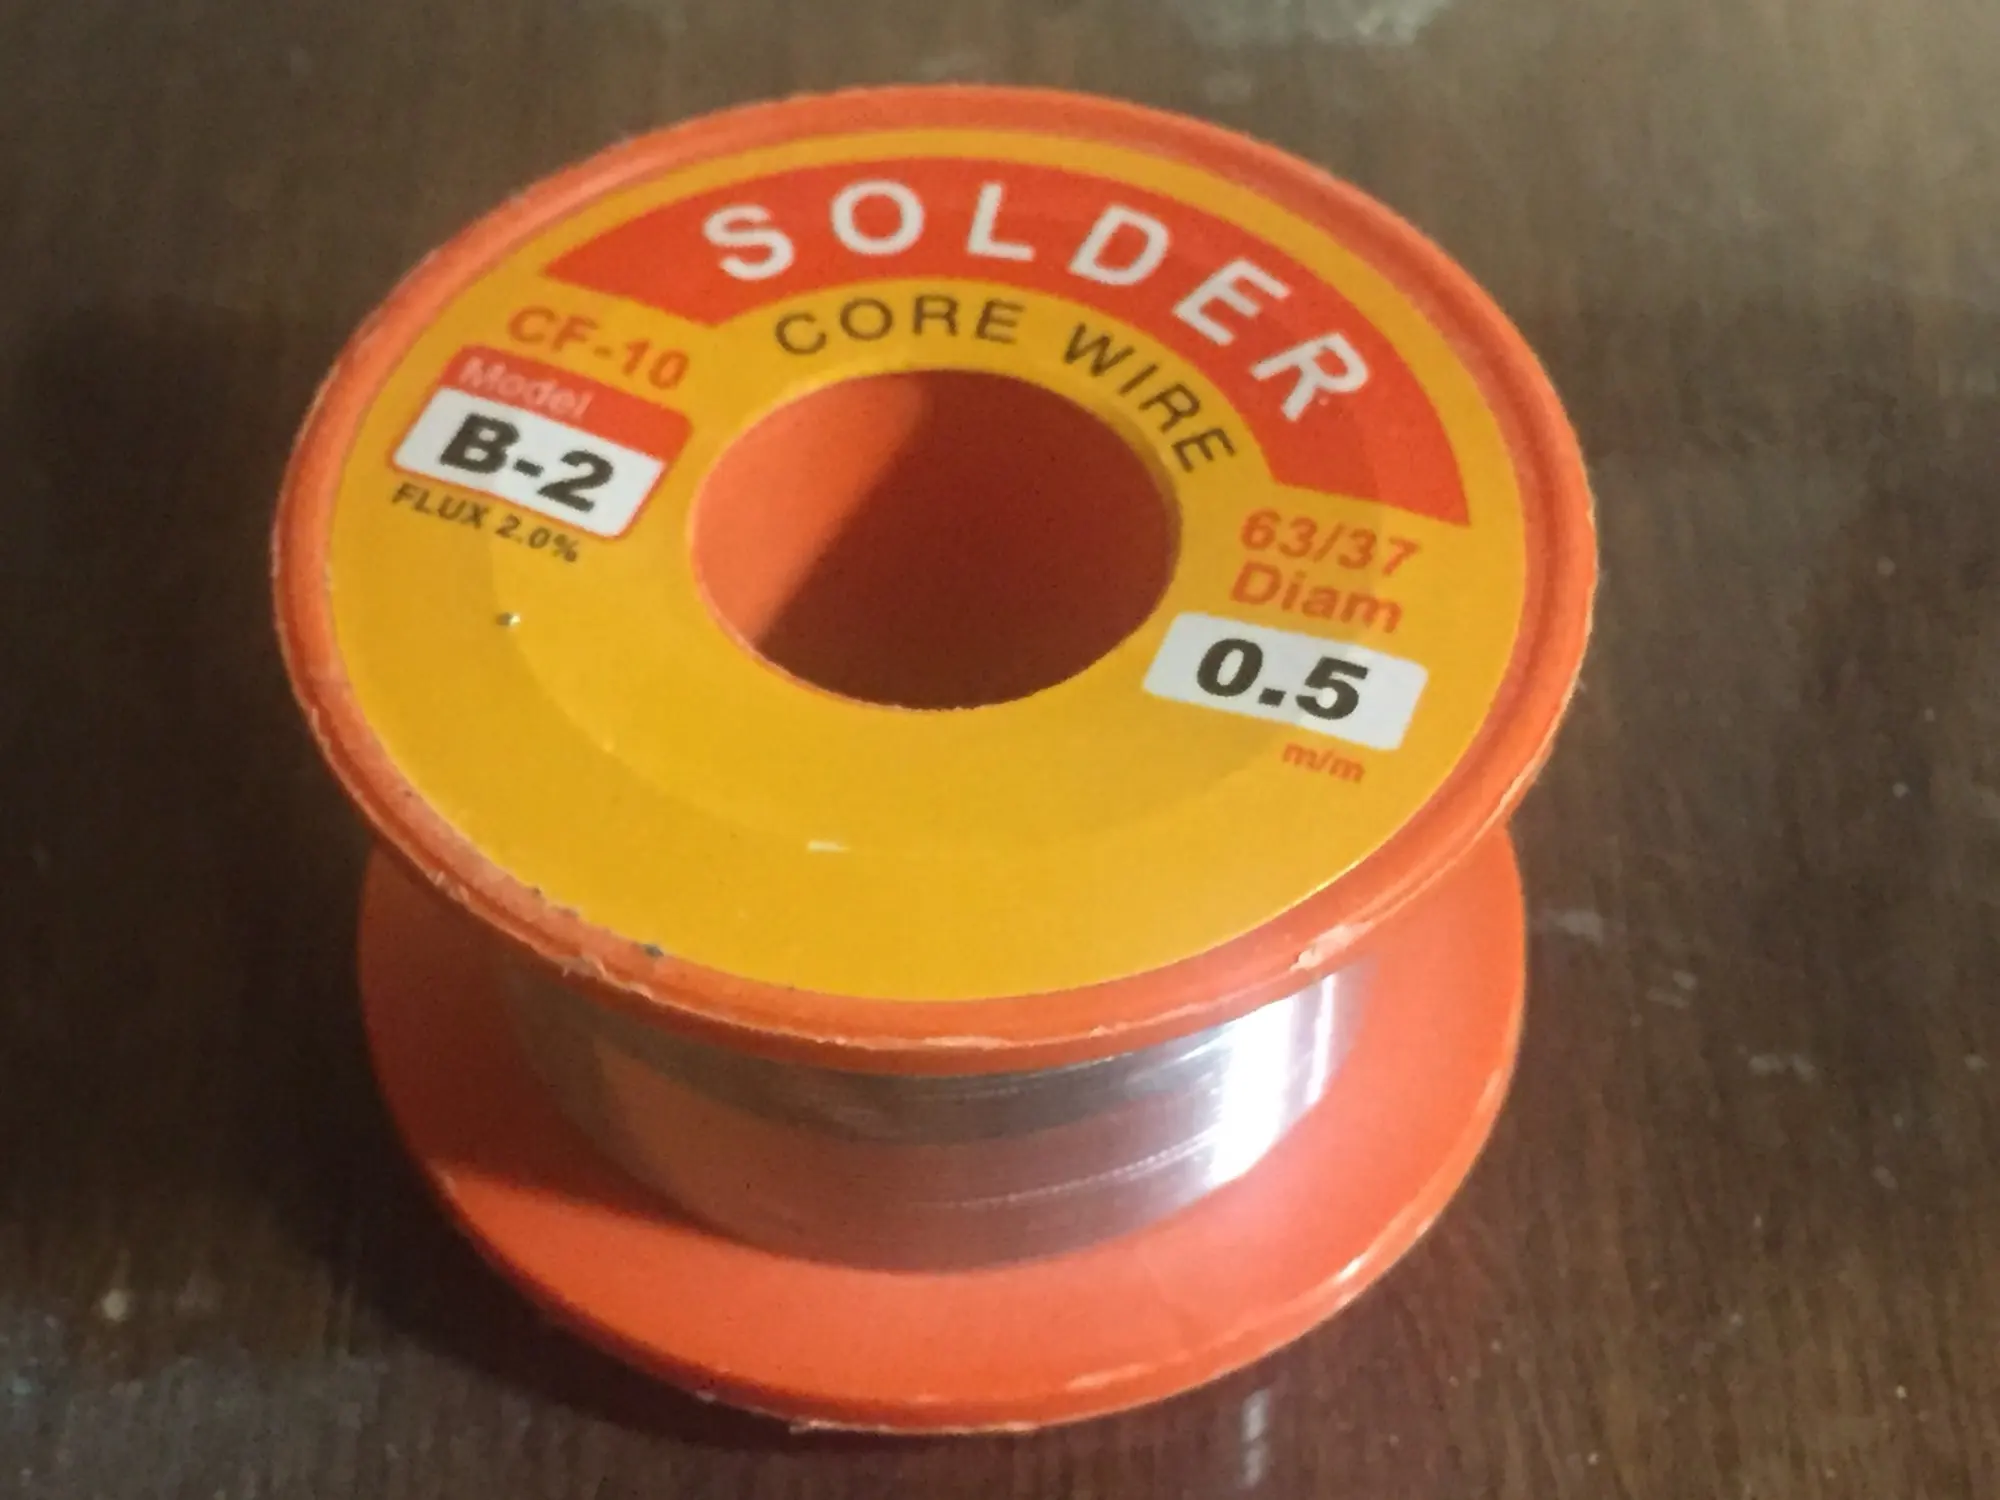 SOLDER
CORE WIRE
CF-10
Model
B-2
FLUX 2.0%
63/37
Diam
0.5
m/m